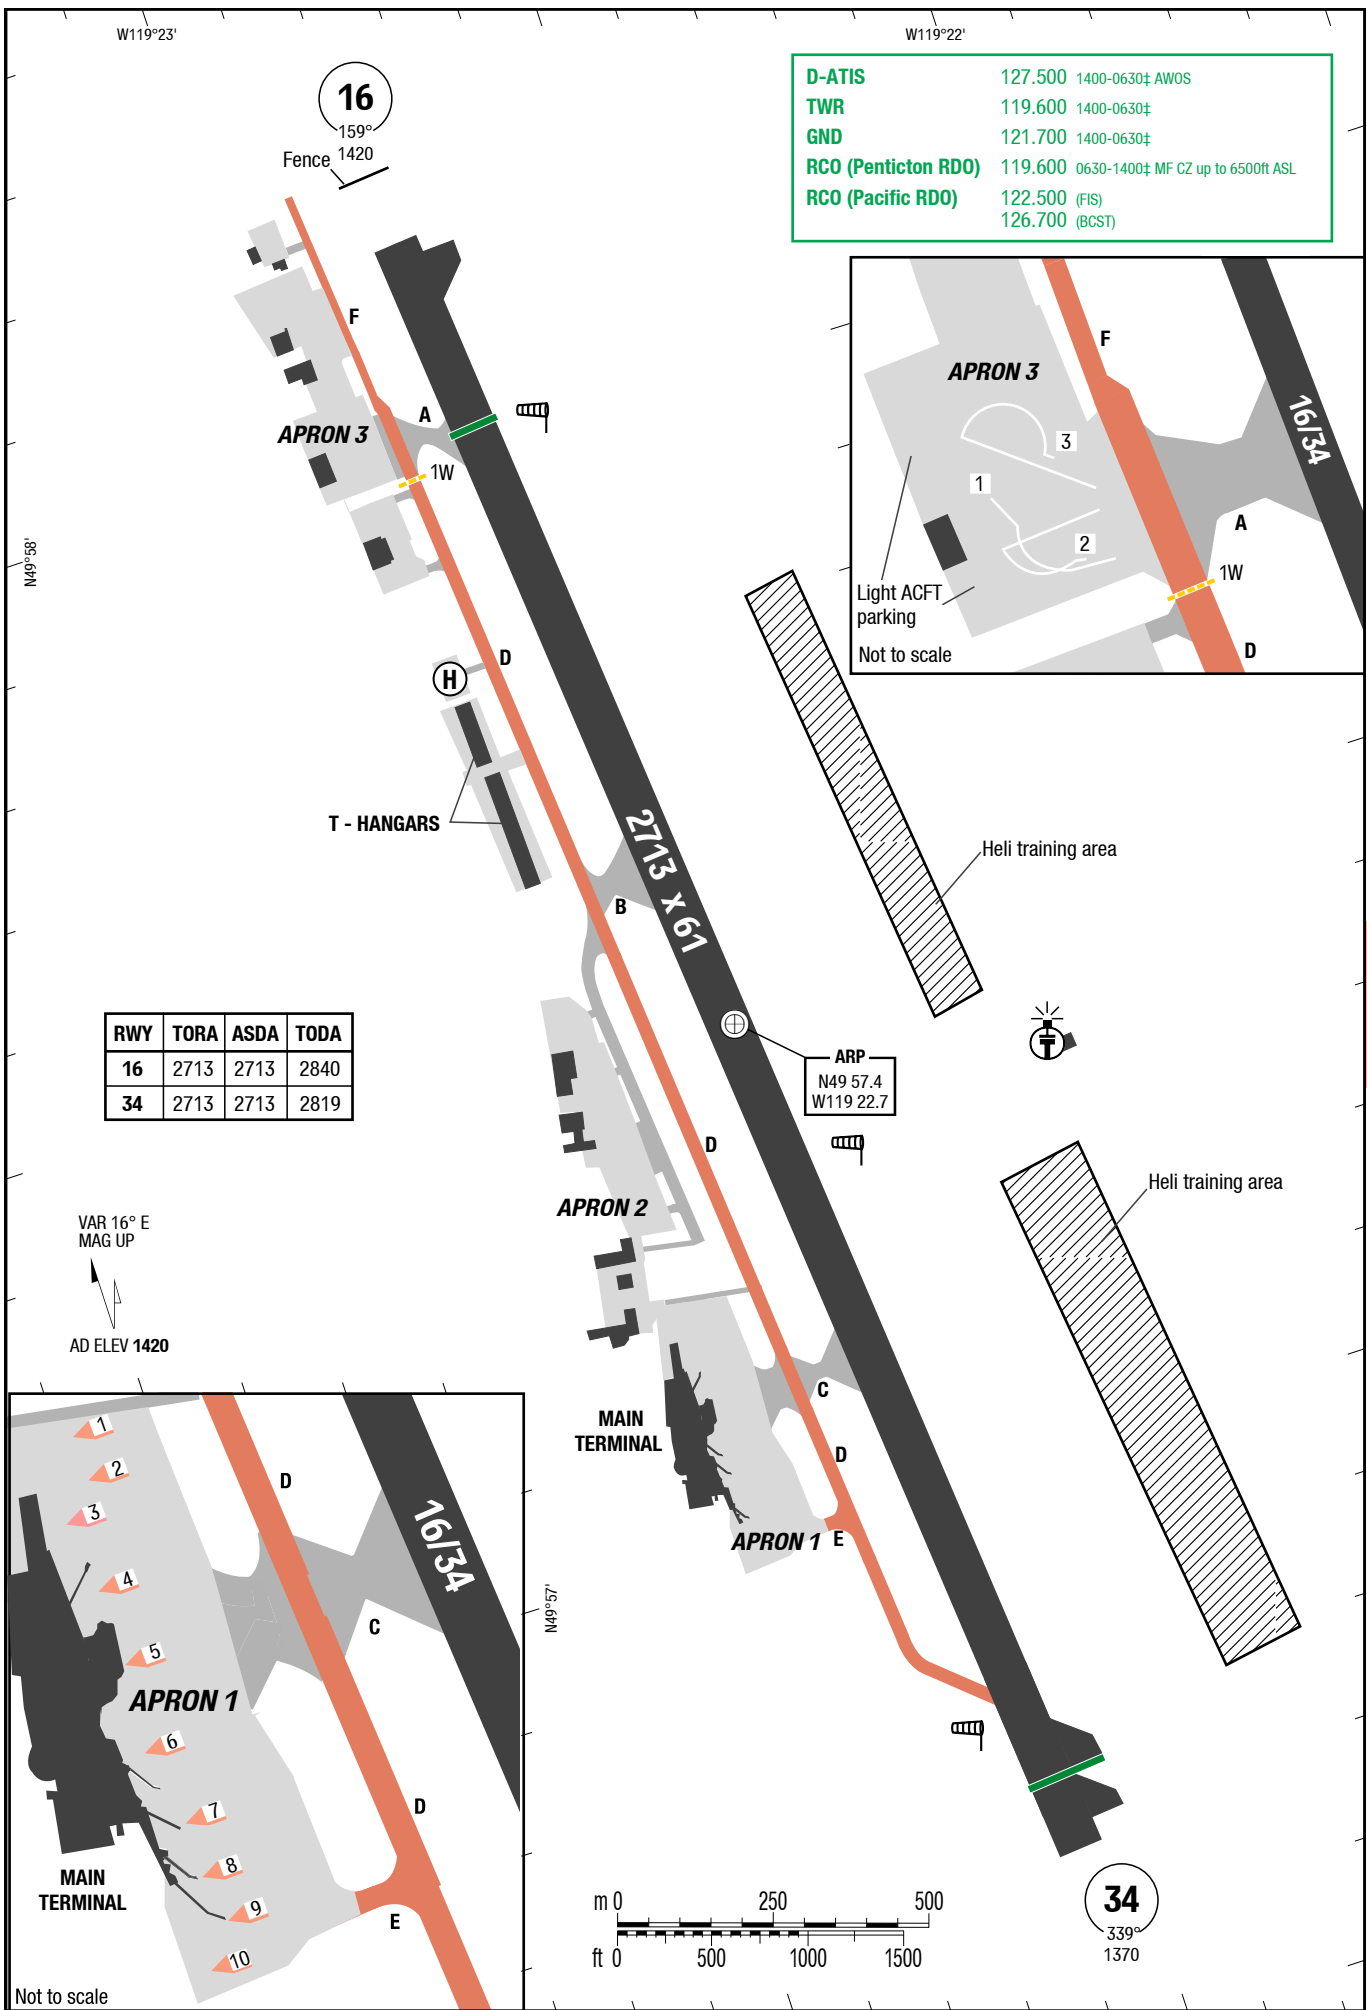 W119°23'
W119°22'
16
159°
1420
Fence
D-ATIS 127.500 1400-0630‡ AWOS
TWR 119.600 1400-0630‡
GND 121.700 1400-0630‡
RCO (Penticton RDO) 119.600 0630-1400‡ MF CZ up to 6500ft ASL
RCO (Pacific RDO) 122.500 (FIS)
126.700 (BCST)
F
A
APRON 3
1W
N49°58'
F
APRON 3
16/34
3
1
A
2
1W
Light ACFT
parking
D
Not to scale
D
H
T - HANGARS
2713 x 61
Heli training area
B
RWY TORA ASDA TODA
16 2713 2713 2840
34 2713 2713 2819
ARP
N49 57.4
W119 22.7
D
Heli training area
APRON 2
VAR 16° E
MAG UP
AD ELEV 1420
C
MAIN
TERMINAL
D
APRON 1
E
1
2
D
3
16/34
4
N49°57'
C
5
APRON 1
6
7
D
8
MAIN
TERMINAL
9
E
10
Not to scale
m 0 250 500
ft 0 500 1000 1500
34
339°
1370